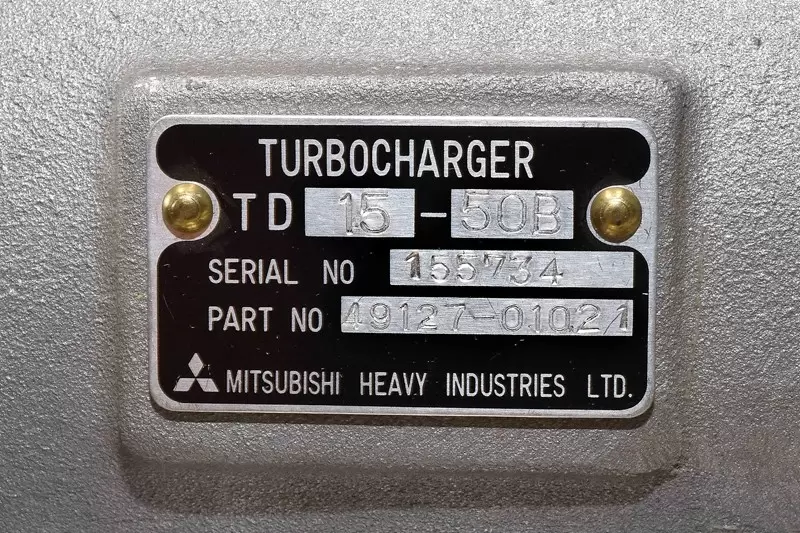 TURBOCHARGER
TD 15-50B
SERIAL NO 155734
PART NO 49127-01021
MITSUBISHI HEAVY INDUSTRIES LTD.